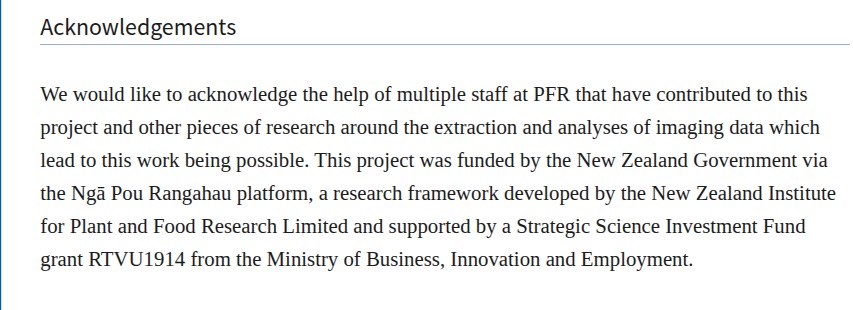 Acknowledgements
We would like to acknowledge the help of multiple staff at PFR that have contributed to this
project and other pieces of research around the extraction and analyses of imaging data which
lead to this work being possible. This project was funded by the New Zealand Government via
the Ngā Pou Rangahau platform, a research framework developed by the New Zealand Institute
for Plant and Food Research Limited and supported by a Strategic Science Investment Fund
grant RTVU1914 from the Ministry of Business, Innovation and Employment.